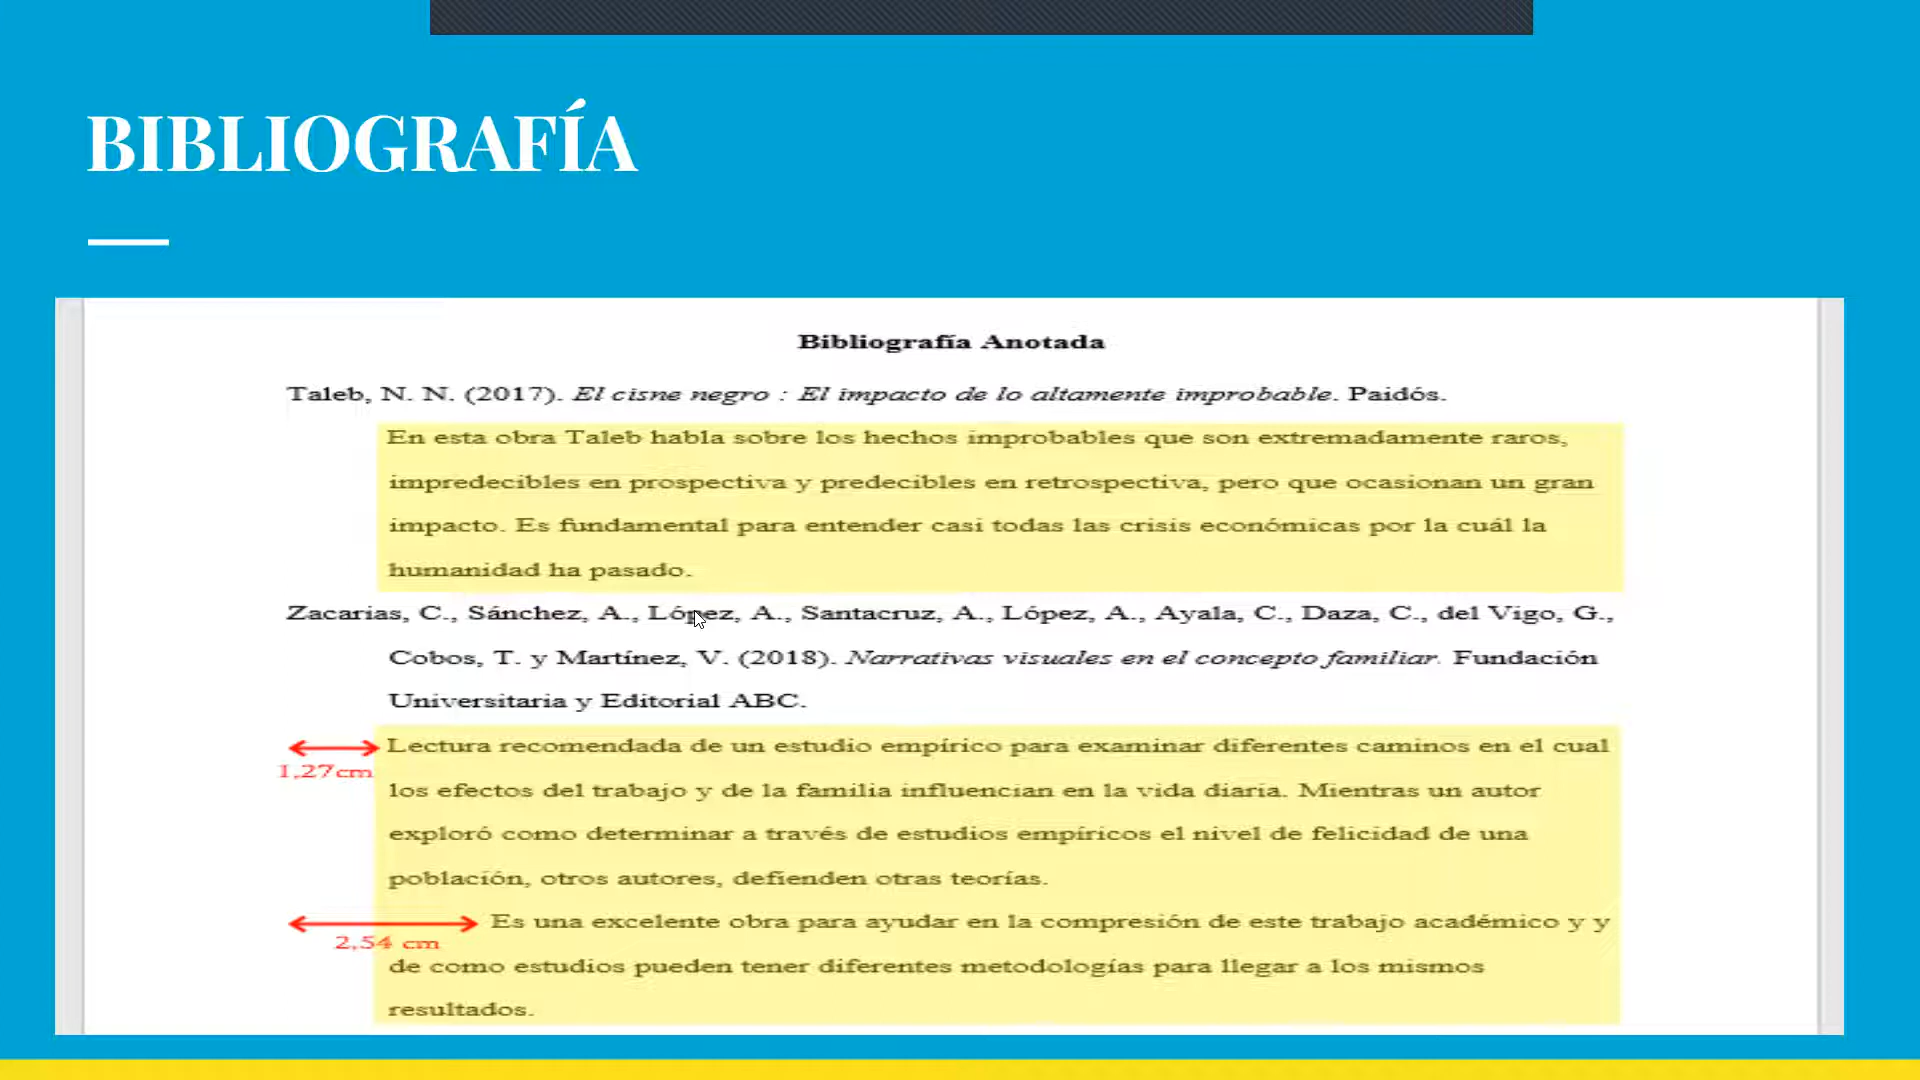 BIBLIOGRAFÍA
Bibliografía Anotada
Taleb, N. N. (2017). El cisne negro : El impacto de lo altamente improbable. Paidós.
En esta obra Taleb habla sobre los hechos improbables que son extremadamente raros,
impredecibles en prospectiva y predecibles en retrospectiva, pero que ocasionan un gran
impacto. Es fundamental para entender casi todas las crisis económicas por la cuál la
humanidad ha pasado.
Zacarias, C., Sánchez, A., López, A., Santacruz, A., López, A., Ayala, C., Daza, C., del Vigo, G.,
Cobos, T. y Martínez, V. (2018). Narrativas visuales en el concepto familiar. Fundación
Universitaria y Editorial ABC.
Lectura recomendada de un estudio empírico para examinar diferentes caminos en el cual
1,27cm
los efectos del trabajo y de la familia influencian en la vida diaria. Mientras un autor
exploró como determinar a través de estudios empíricos el nivel de felicidad de una
población, otros autores, defienden otras teorías.
Es una excelente obra para ayudar en la compresión de este trabajo académico y y
2,54 cm
de como estudios pueden tener diferentes metodologías para llegar a los mismos
resultados.